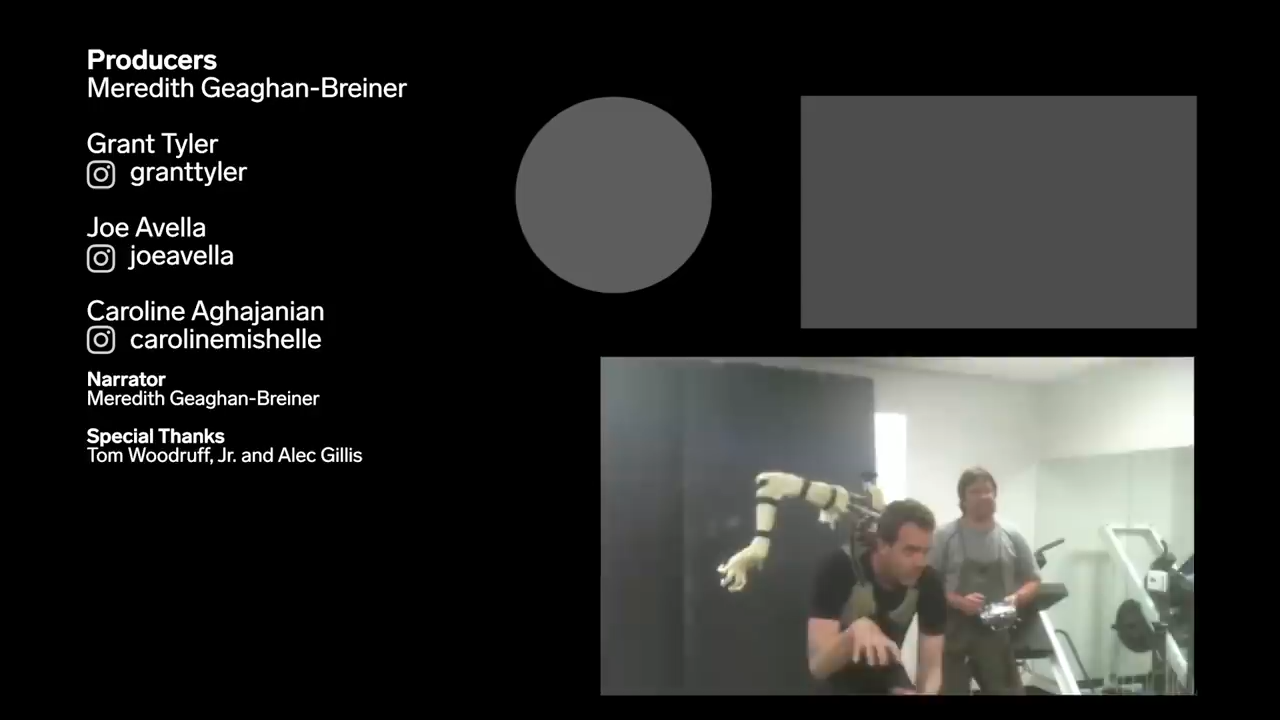 Producers
Meredith Geaghan-Breiner
Grant Tyler
granttyler
Joe Avella
joeavella
Caroline Aghajanian
carolinemishelle
Narrator
Meredith Geaghan-Breiner
Special Thanks
Tom Woodruff, Jr. and Alec Gillis